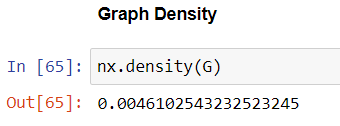 Graph Density
In [65]: nx.density(G)
Out[65]: 0.0046102543232523245